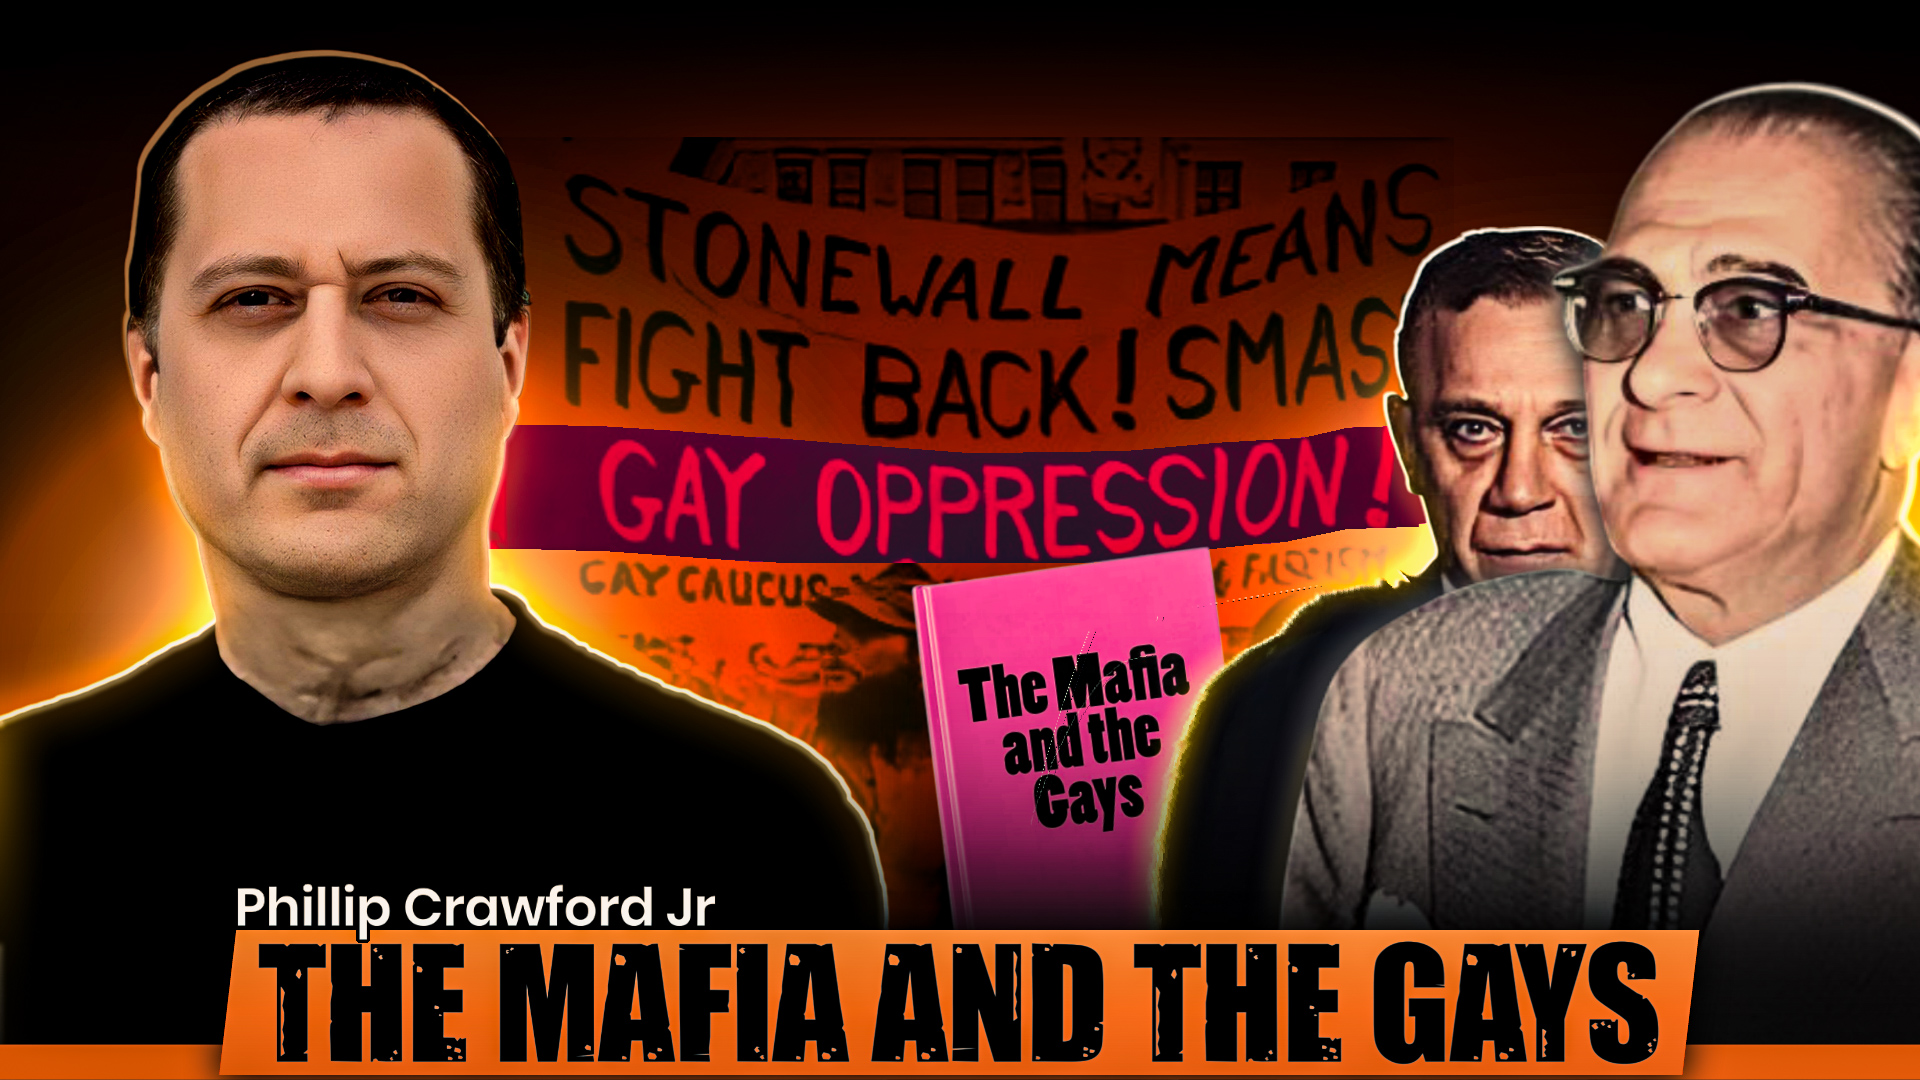 STONEWALL MEANS
FIGHT BACK! SMAS
GAY OPPRESSION!
GAY CAUCUS
The Mafia
and the
Gays
Phillip Crawford Jr
THE MAFIA AND THE GAYS